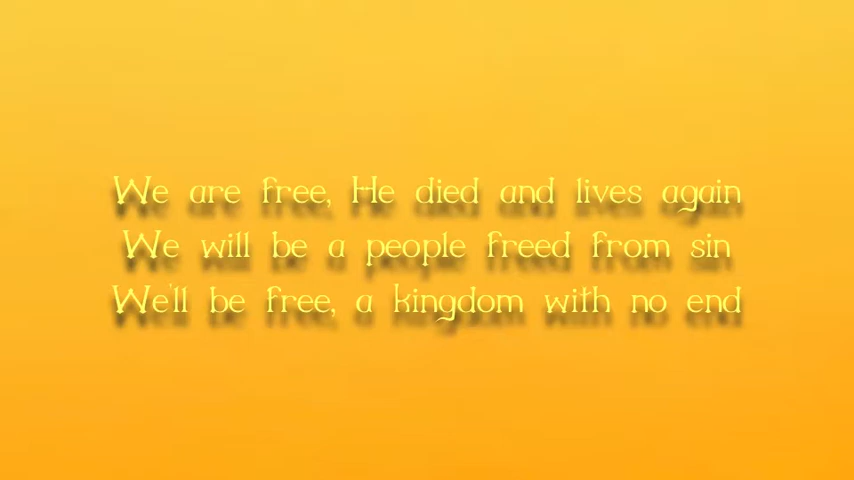 We are free, He died and lives again
We will be a people freed from sin
We'll be free, a kingdom with no end